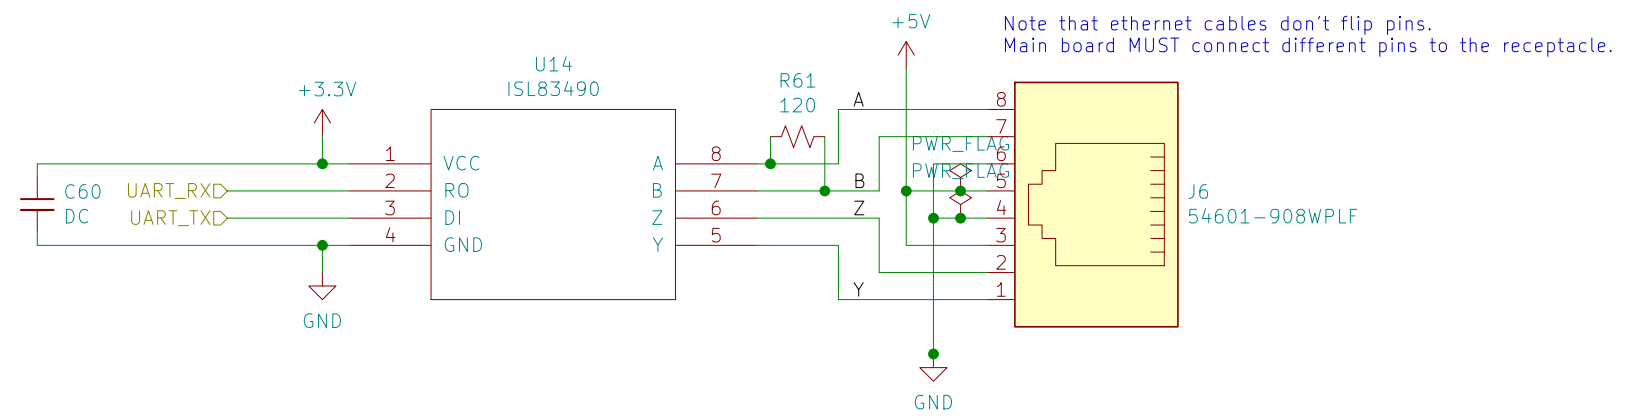 Note that ethernet cables don't flip pins.
Main board MUST connect different pins to the receptacle.
+5V
U14
ISL83490
R61
120
+3.3V
A
8
7
PWR_FLAG
1
VCC
A
8
6
PWR_FLAG
C60
DC
UART_RX
2
RO
B
7
B
5
J6
54601-908WPLF
UART_TX
3
DI
Z
6
Z
4
4
GND
Y
5
3
2
Y
1
GND
GND